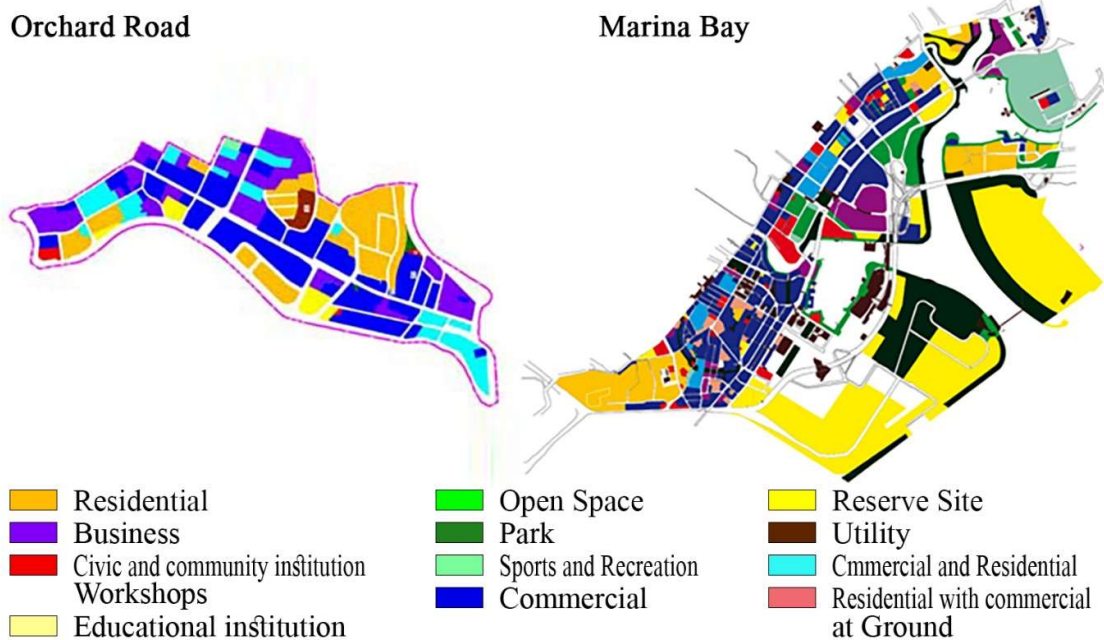 Orchard Road
Marina Bay
Residential
Business
Civic and community institution
Workshops
Educational institution
Open Space
Park
Sports and Recreation
Commercial
Reserve Site
Utility
Cmmercial and Residential
Residential with commercial
at Ground